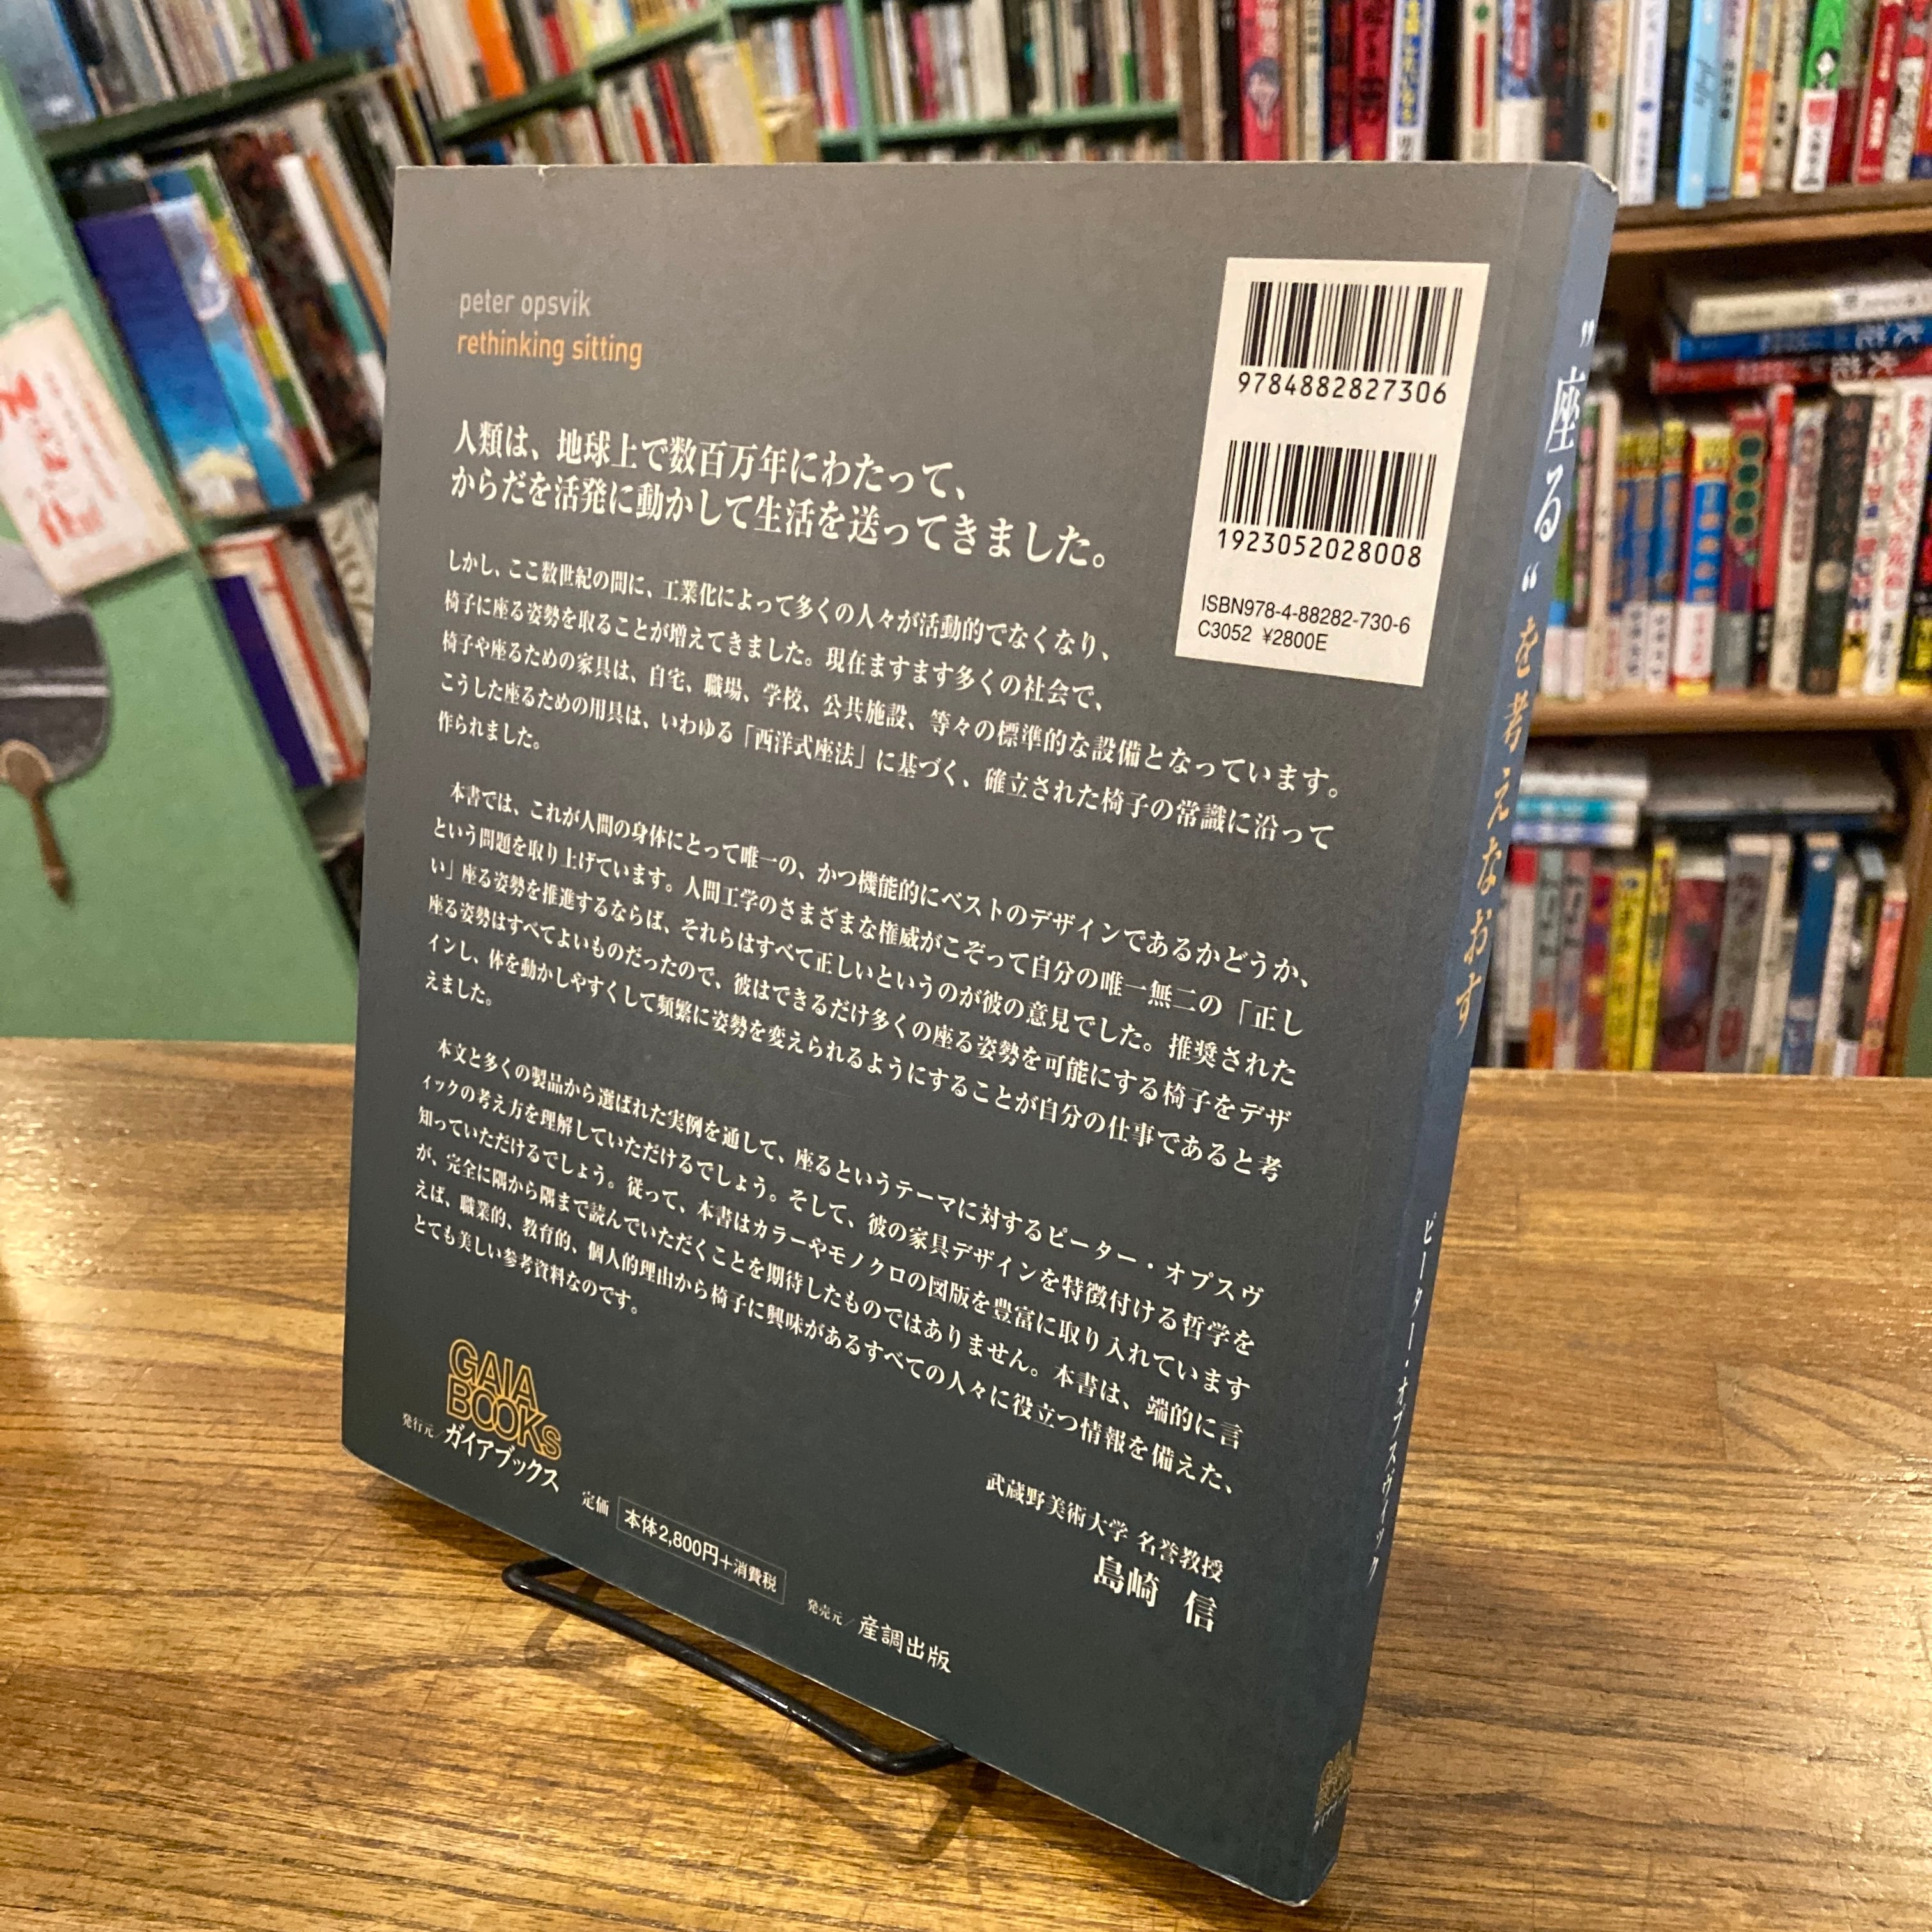 peter opsvik
rethinking sitting
人類は、地球上で数百万年にわたって、
からだを活発に動かして生活を送ってきました。
しかし、ここ数世紀の間に、工業化によって多くの人々が活動的でなくなり、
椅子に座る姿勢を取ることが増えてきました。現在ますます多くの社会で、
椅子や座るための家具は、自宅、職場、学校、公共施設、等々の標準的な設備となっています。
こうした座るための用具は、いわゆる「西洋式座法」に基づく、確立された椅子の常識に沿って
作られました。
本書では、これが人間の身体にとって唯一の、かつ機能的にベストのデザインであるかどうか、
という問題を取り上げています。人間工学のさまざまな権威がこぞって自分の唯一無二の「正し
い」座る姿勢を推進するならば、それらはすべて正しいというのが彼の意見でした。推奨された
座る姿勢はすべてよいものだったので、彼はできるだけ多くの座る姿勢を可能にする椅子をデザ
インし、体を動かしやすくして頻繁に姿勢を変えられるようにすることが自分の仕事であると考
えました。
本文と多くの製品から選ばれた実例を通して、座るというテーマに対するピーター・オプスヴ
ィックの考え方を理解していただけるでしょう。そして、彼の家具デザインを特徴付ける哲学を
知っていただけるでしょう。従って、本書はカラーやモノクロの図版を豊富に取り入れています
が、完全に隅から隅まで読んでいただくことを期待したものではありません。本書は、端的に言
えば、職業的、教育的、個人的理由から椅子に興味があるすべての人々に役立つ情報を備えた、
とても美しい参考資料なのです。
武蔵野美術大学 名誉教授
島崎 信
GAIA
BOOKS
発行元／ガイアブックス
定価 本体2,800円+消費税
発売元／産調出版
9784882827306
1923052028008
ISBN978-4-88282-730-6
C3052 ¥2800E
"座る"を考えなおす
ピーター・オプスヴィック